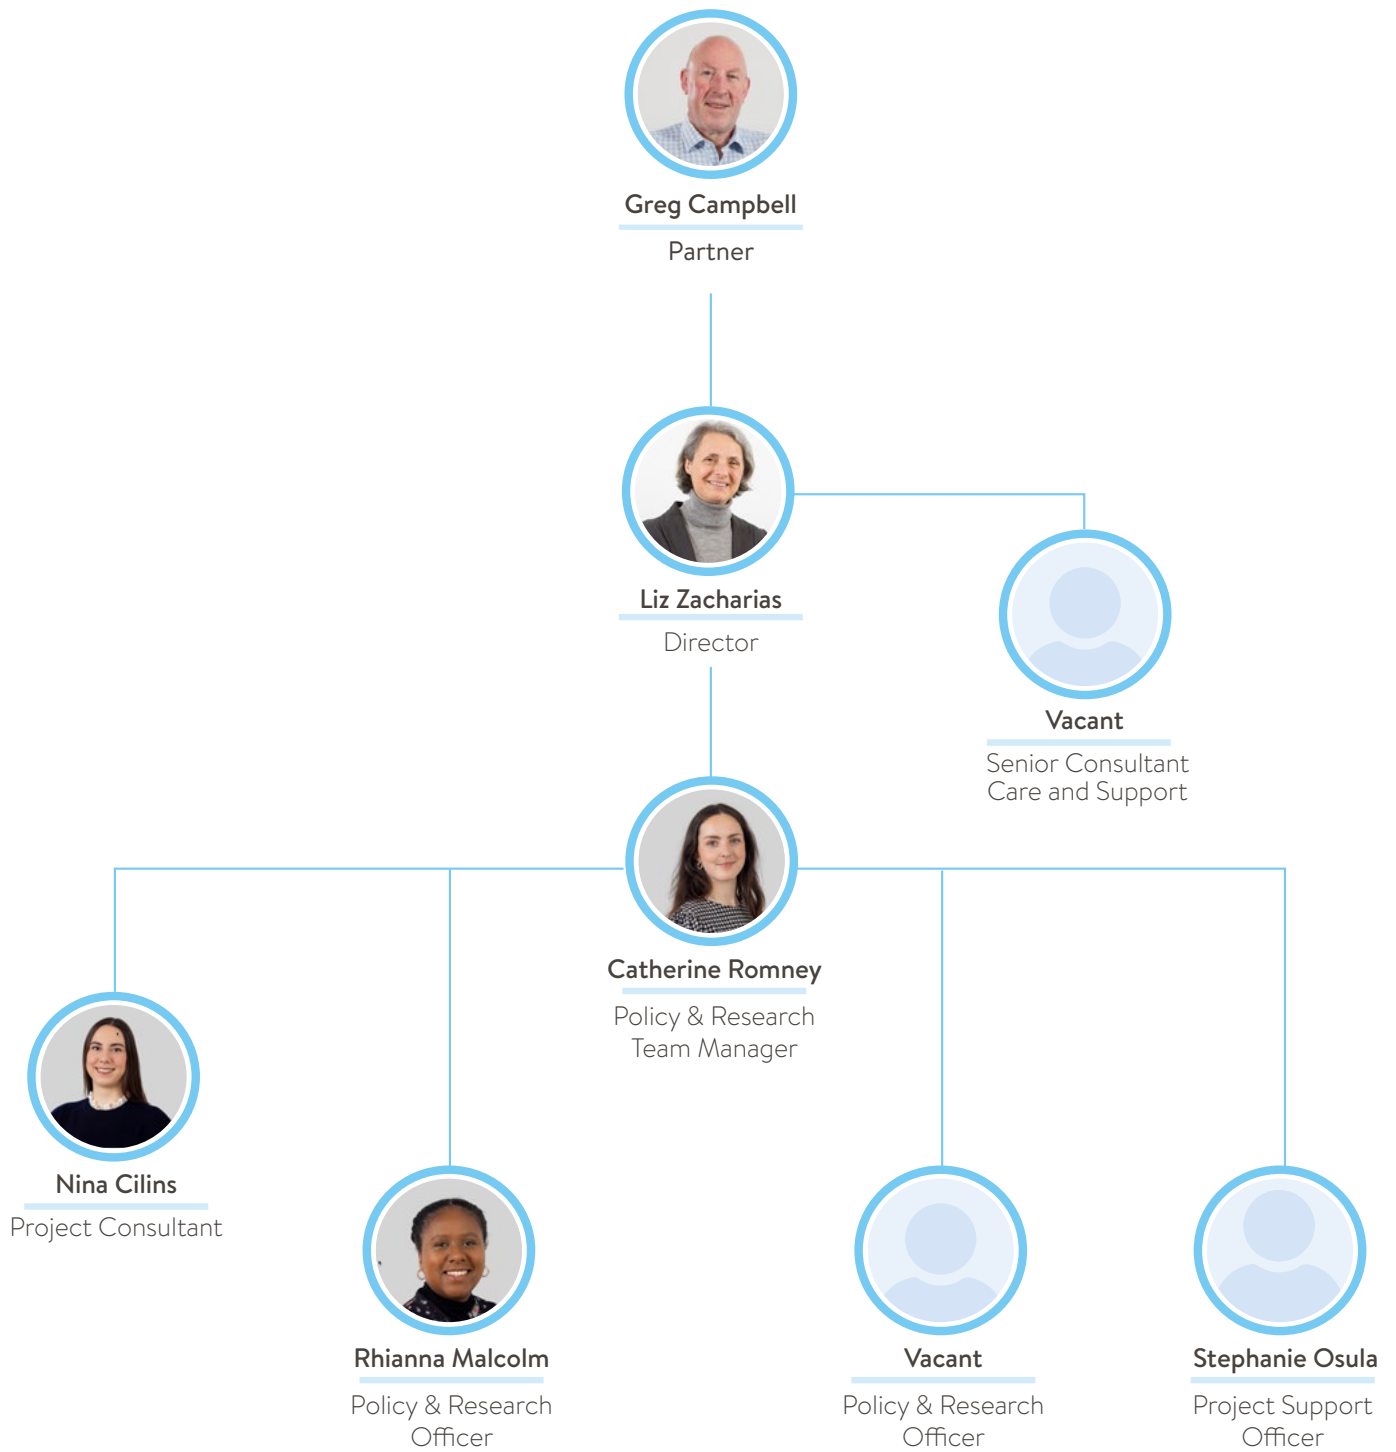 Greg Campbell
Partner
Liz Zacharias
Director
Vacant
Senior Consultant
Care and Support
Catherine Romney
Policy & Research
Team Manager
Nina Cilins
Project Consultant
Rhianna Malcolm
Policy & Research
Officer
Vacant
Policy & Research
Officer
Stephanie Osula
Project Support
Officer